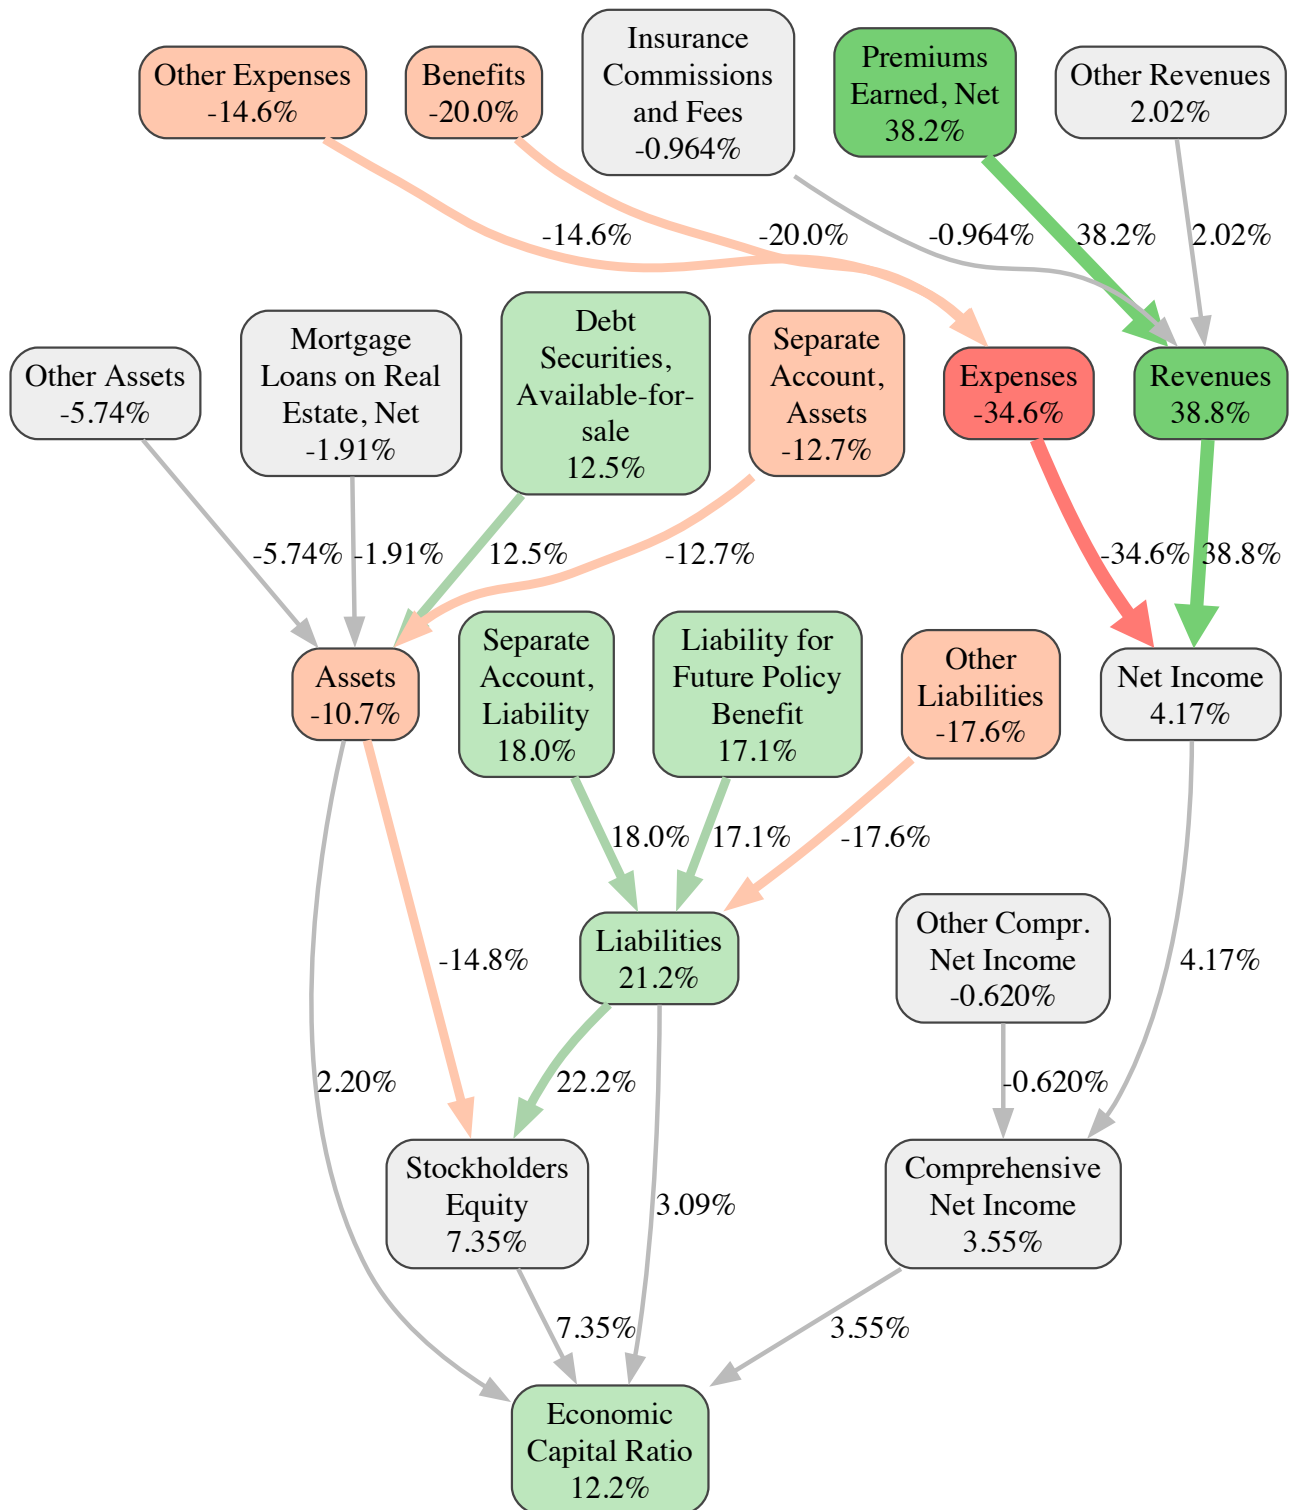 Other Expenses
-14.6%
Benefits
-20.0%
Insurance
Commissions
and Fees
-0.964%
Premiums
Earned, Net
38.2%
Other Revenues
2.02%
-14.6%
-20.0%
-0.964%
38.2%
2.02%
Other Assets
-5.74%
Mortgage
Loans on Real
Estate, Net
-1.91%
Debt
Securities,
Available-for-
sale
12.5%
Separate
Account,
Assets
-12.7%
Expenses
-34.6%
Revenues
38.8%
-5.74%
-1.91%
12.5%
-12.7%
-34.6%
38.8%
Assets
-10.7%
Separate
Account,
Liability
18.0%
Liability for
Future Policy
Benefit
17.1%
Other
Liabilities
-17.6%
Net Income
4.17%
18.0%
17.1%
-17.6%
Liabilities
21.2%
Other Compr.
Net Income
-0.620%
-14.8%
4.17%
2.20%
22.2%
-0.620%
Stockholders
Equity
7.35%
3.09%
Comprehensive
Net Income
3.55%
7.35%
3.55%
Economic
Capital Ratio
12.2%